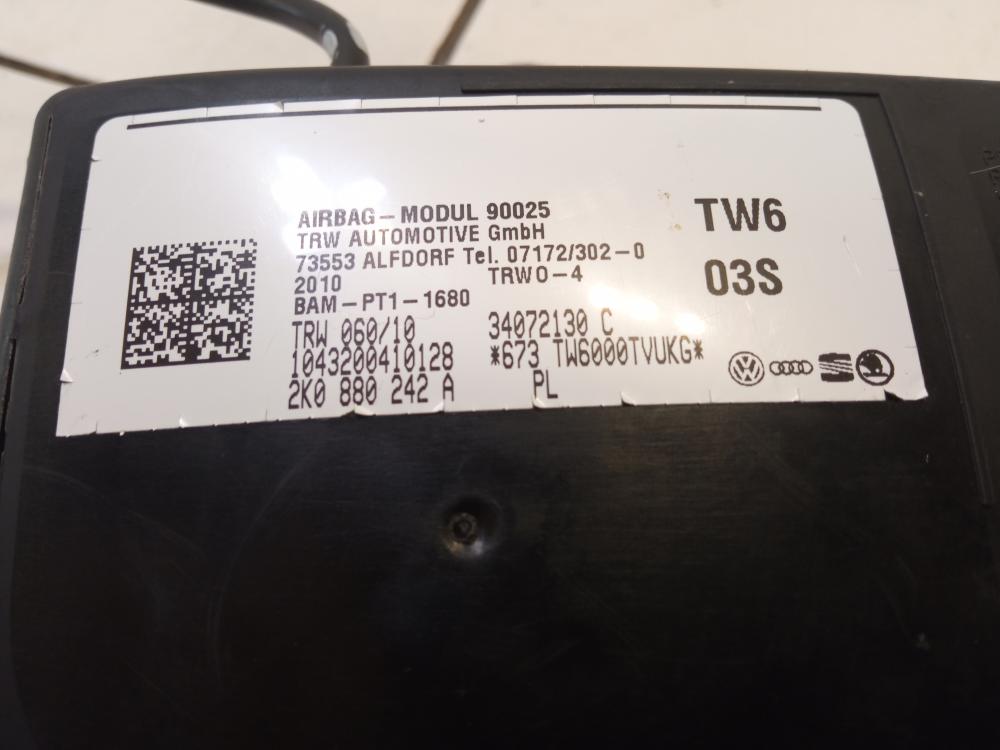 AIRBAG-MODUL 90025
TRW AUTOMOTIVE GmbH
73553 ALFDORF Tel. 07172/302-0
2010 TRWO-4
BAM-PT1-1680
TRW 060/10 34072130 C
1043200410128 *673 TW6000TVUKG*
2K0 880 242 A PL
TW6
03S